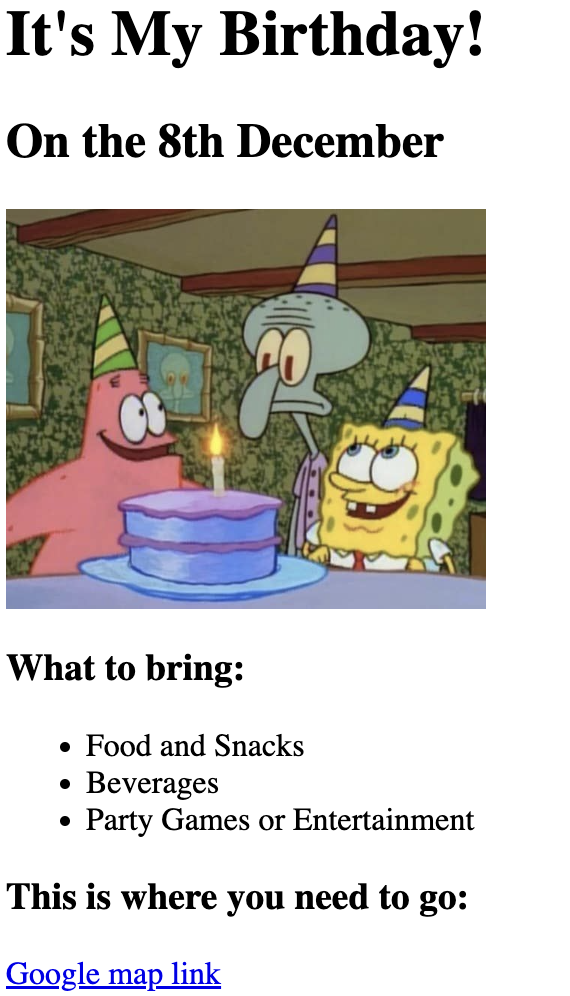 It's My Birthday!
On the 8th December
What to bring:
Food and Snacks
Beverages
Party Games or Entertainment
This is where you need to go:
Google map link